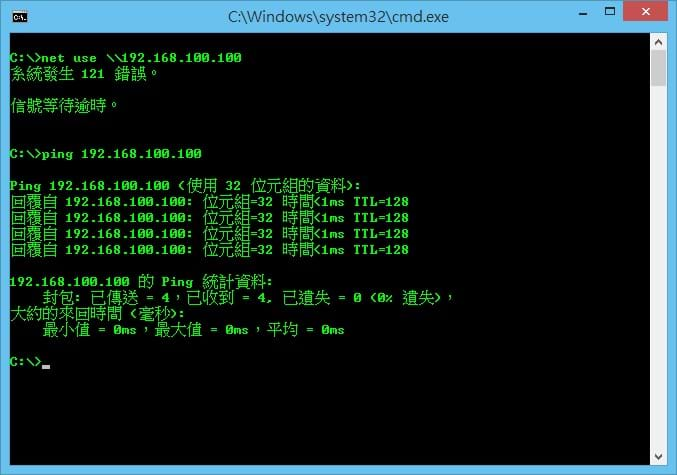 C:\Windows\system32\cmd.exe
C:\>net use \\192.168.100.100
系統發生 121 錯誤。
信號等待逾時。
C:\>ping 192.168.100.100
Ping 192.168.100.100 (使用 32 位元組的資料):
回覆自 192.168.100.100: 位元組=32 時間<1ms TTL=128
回覆自 192.168.100.100: 位元組=32 時間<1ms TTL=128
回覆自 192.168.100.100: 位元組=32 時間<1ms TTL=128
回覆自 192.168.100.100: 位元組=32 時間<1ms TTL=128
192.168.100.100 的 Ping 統計資料:
封包: 已傳送 = 4，已收到 = 4, 已遺失 = 0 (0% 遺失)，
大約的來回時間 (毫秒):
最小值 = 0ms，最大值 = 0ms，平均 = 0ms
C:\>